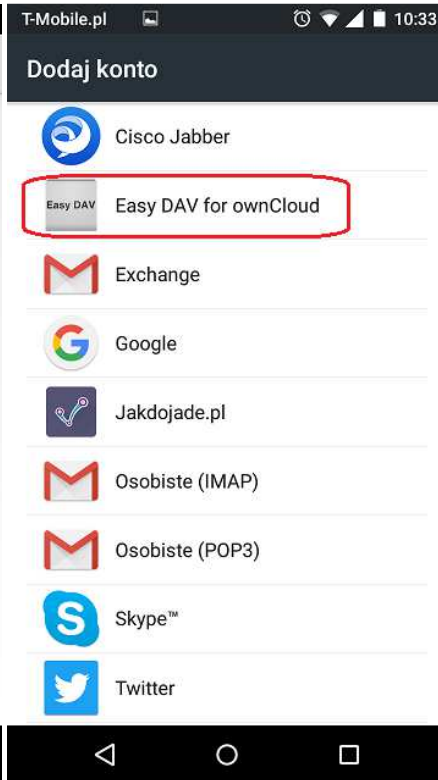 T-Mobile.pl 10:33
Dodaj konto
Cisco Jabber
Easy DAV Easy DAV for ownCloud
Exchange
Google
Jakdojade.pl
Osobiste (IMAP)
Osobiste (POP3)
Skype™
Twitter